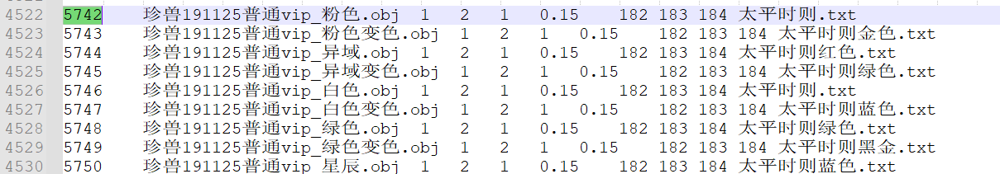 4522 5742 珍兽191125普通vip_粉色.obj 1 2 1 0.15 182 183 184 太平时则.txt
4523 5743 珍兽191125普通vip_粉色变色.obj 1 2 1 0.15 182 183 184 太平时则金色.txt
4524 5744 珍兽191125普通vip_异域.obj 1 2 1 0.15 182 183 184 太平时则红色.txt
4525 5745 珍兽191125普通vip_异域变色.obj 1 2 1 0.15 182 183 184 太平时则绿色.txt
4526 5746 珍兽191125普通vip_白色.obj 1 2 1 0.15 182 183 184 太平时则.txt
4527 5747 珍兽191125普通vip_白色变色.obj 1 2 1 0.15 182 183 184 太平时则蓝色.txt
4528 5748 珍兽191125普通vip_绿色.obj 1 2 1 0.15 182 183 184 太平时则绿色.txt
4529 5749 珍兽191125普通vip_绿色变色.obj 1 2 1 0.15 182 183 184 太平时则黑金.txt
4530 5750 珍兽191125普通vip_星辰.obj 1 2 1 0.15 182 183 184 太平时则蓝色.txt